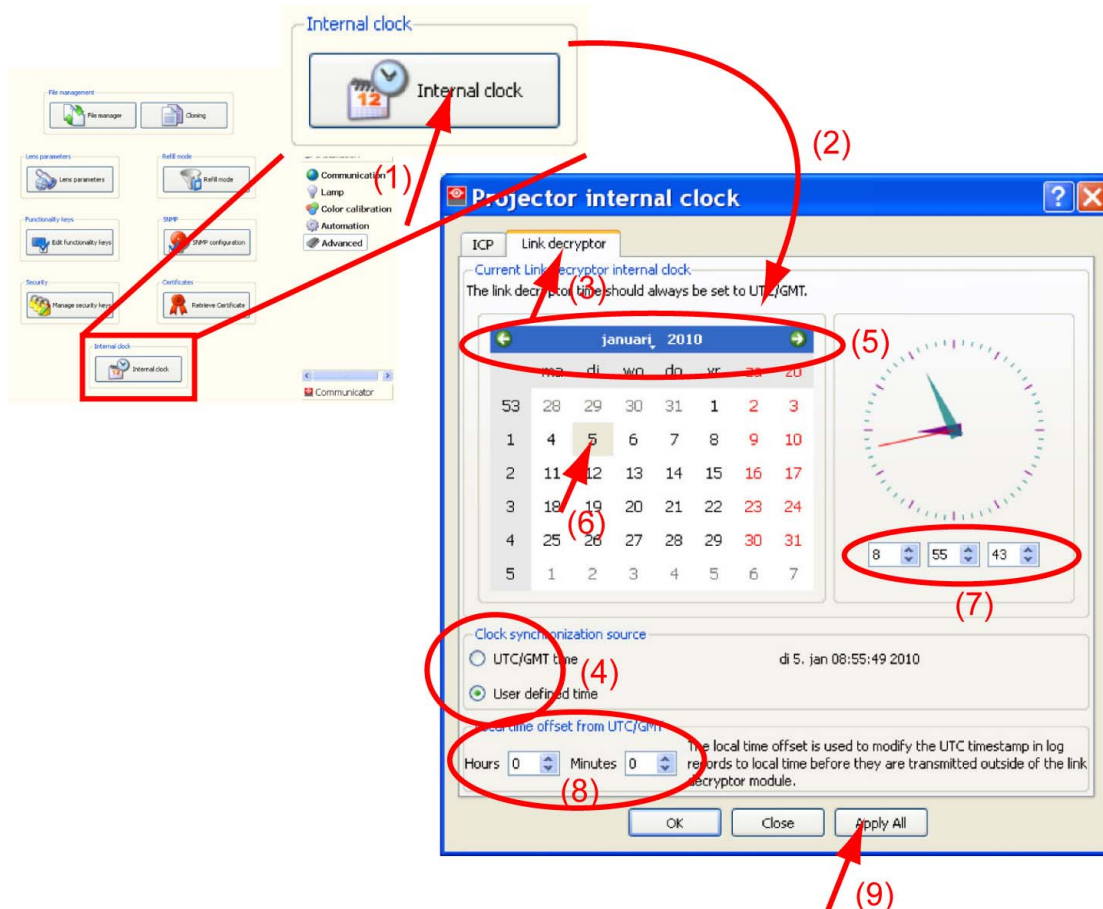 Internal clock
Internal clock
(1)
(2)
File management
File manager
Cloning
Lens parameters
Refill mode
Lens parameters
Refill mode
Functionality keys
SNMP
Edit functionality keys
SNMP configuration
Security
Certificates
Manage security keys
Retrieve Certificate
Internal clock
Internal clock
Communication
Lamp
Color calibration
Automation
Advanced
Communicator
Projector internal clock
ICP Link decryptor
Current Link decryptor internal clock
(3)
The link decryptor time should always be set to UTC/GMT.
januari, 2010
(5)
ma di wo do vr za zo
53 28 29 30 31 1 2 3
1 4 5 6 7 8 9 10
2 11 12 13 14 15 16 17
3 18 19 20 21 22 23 24
(6)
4 25 26 27 28 29 30 31
5 1 2 3 4 5 6 7
8 55 43
(7)
Clock synchronization source
UTC/GMT time
(4)
di 5. jan 08:55:49 2010
User defined time
Local time offset from UTC/GMT
Hours 0 Minutes 0
(8)
The local time offset is used to modify the UTC timestamp in log
records to local time before they are transmitted outside of the link
decryptor module.
OK Close Apply All
(9)